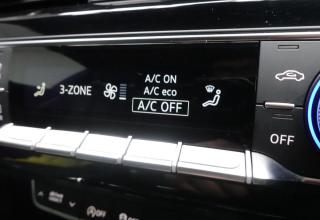 A/C ON
3-ZONE
A/C eco
A/C OFF
OFF